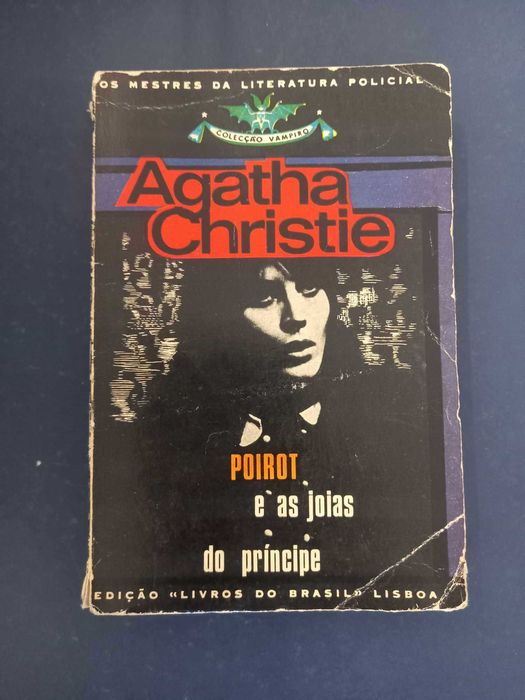 OS MESTRES DA LITERATURA POLICIAL
COLECÇÃO VAMPIRO
Agatha
Christie
POIROT
e as joias
do príncipe
EDIÇÃO «LIVROS DO BRASIL» LISBOA